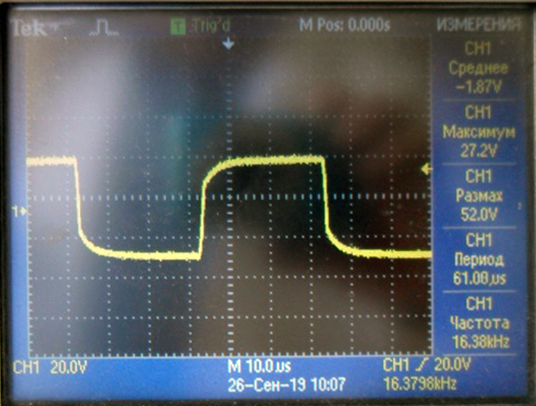 Tek
T Trig'd
M Pos: 0.000s
ИЗМЕРЕНИЯ
CH1
Среднее
-1.87V
CH1
Максимум
27.2V
CH1
Размах
52.0V
1
CH1
Период
61.08µs
CH1
Частота
16.38kHz
CH1 20.0V
M 10.0µs
CH1 20.0V
26-Сен-19 10:07
16.3798kHz